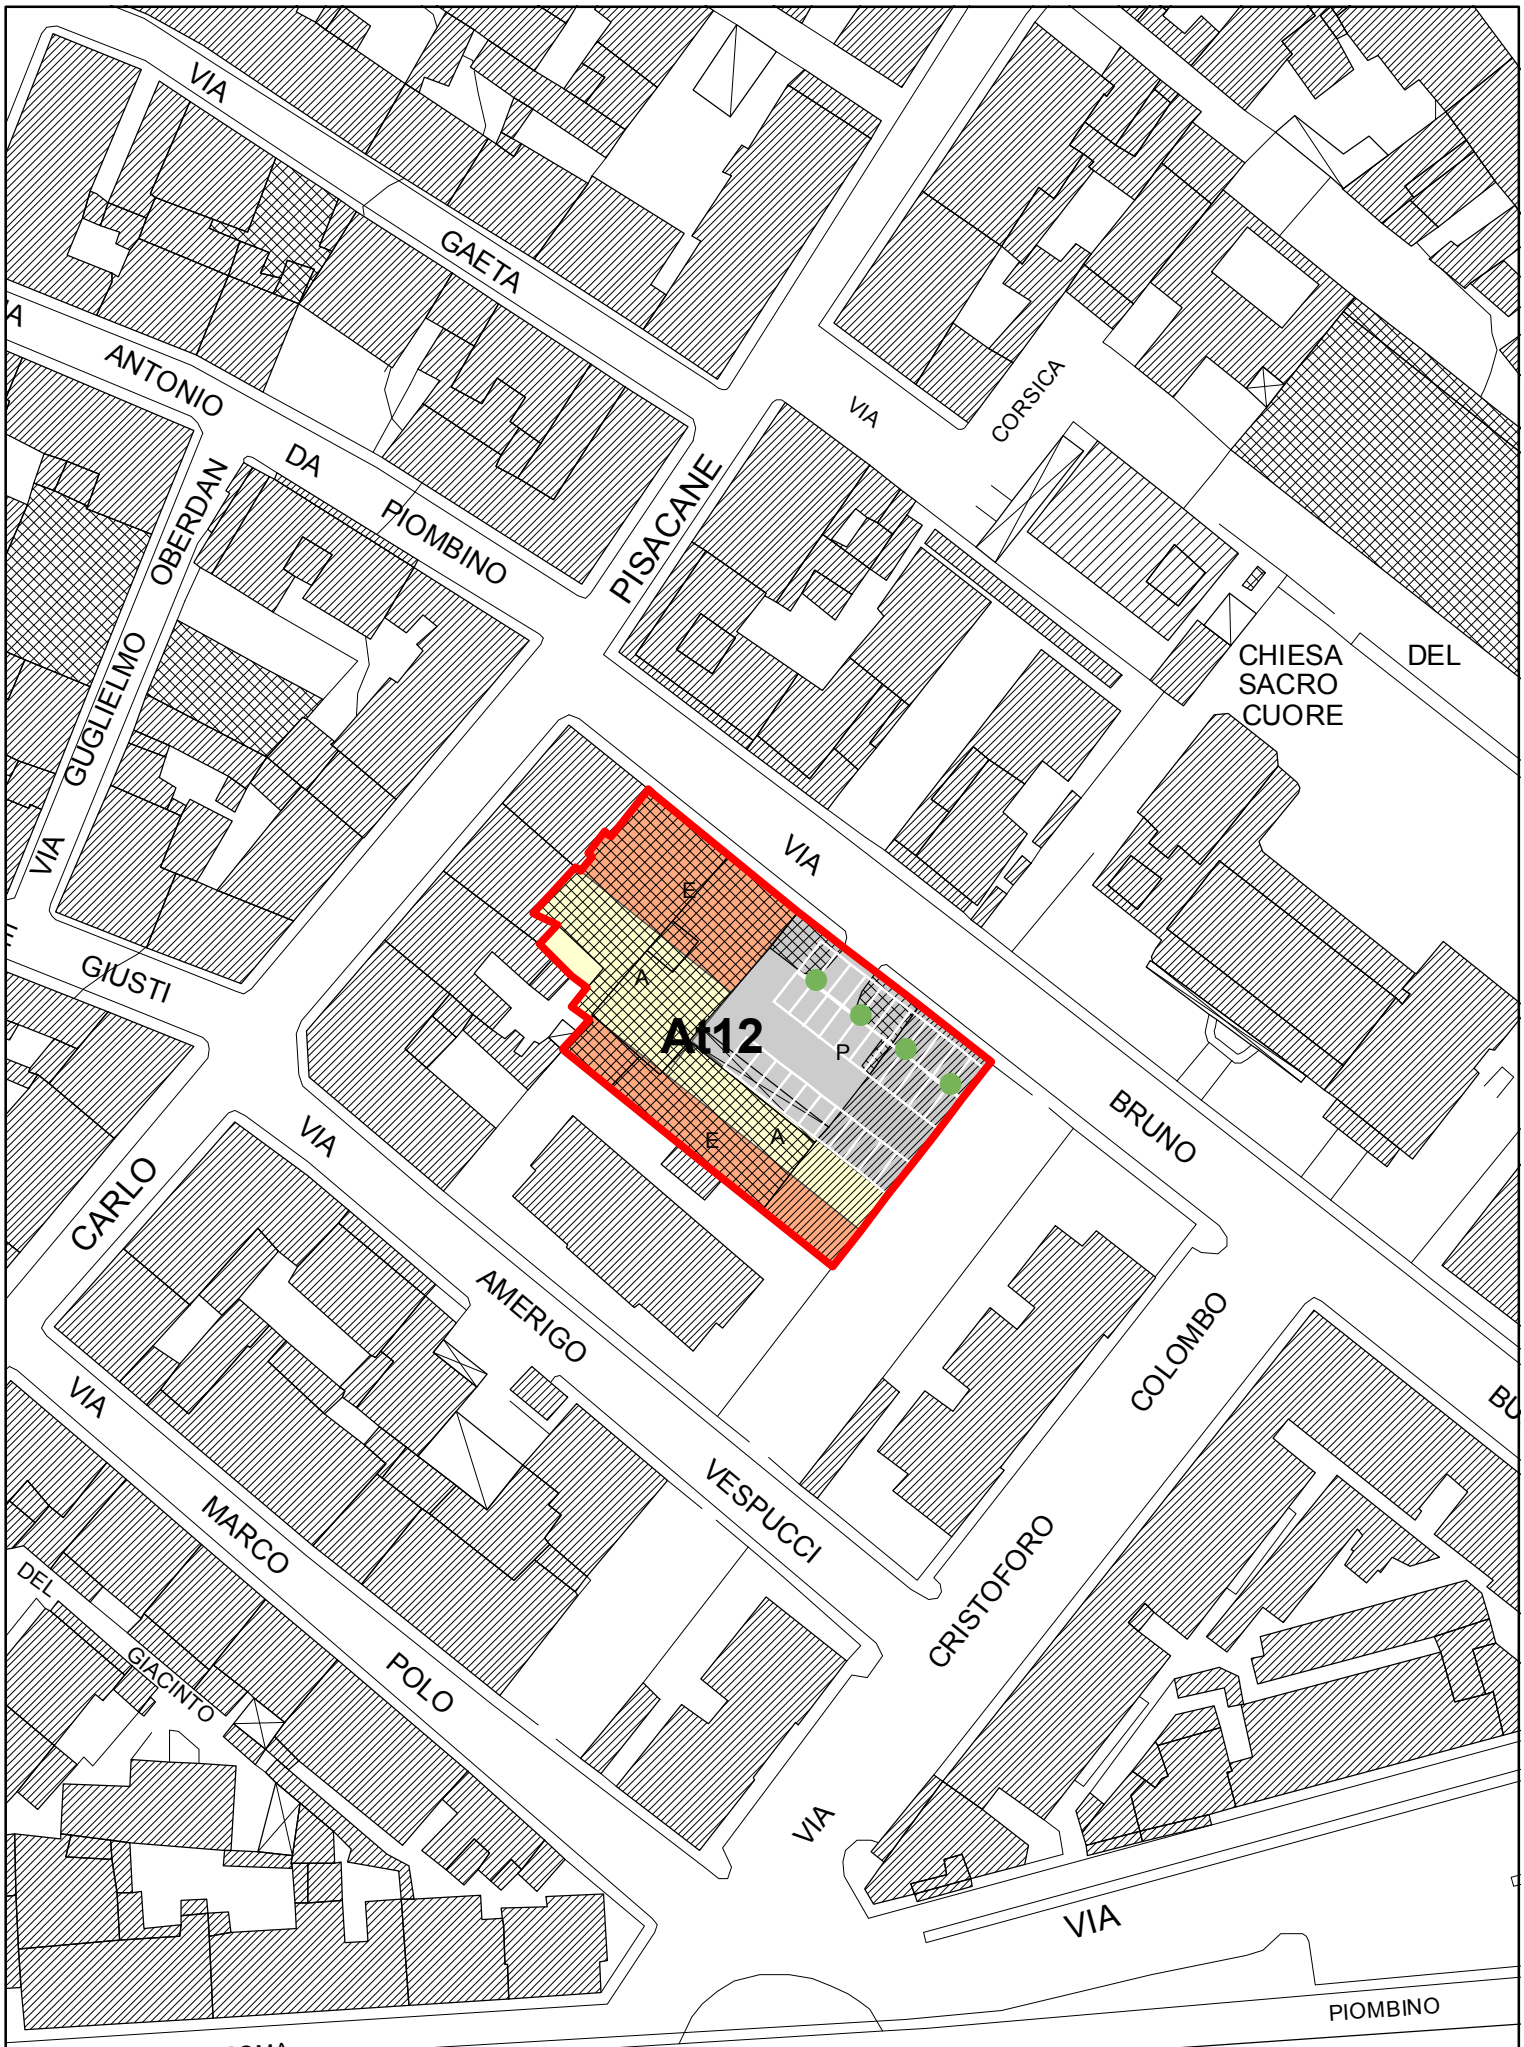 VIA
GAETA
ANTONIO
DA
PIOMBINO
VIA
CORSICA
PISACANE
OBERDAN
GUGLIELMO
VIA
CHIESA
SACRO
CUORE
DEL
VIA
E
A
At12
P
E
A
GIUSTI
BRUNO
VIA
CARLO
AMERIGO
COLOMBO
BU
VIA
VESPUCCI
MARCO
CRISTOFORO
DEL
GIACINTO
POLO
VIA
VIA
PIOMBINO